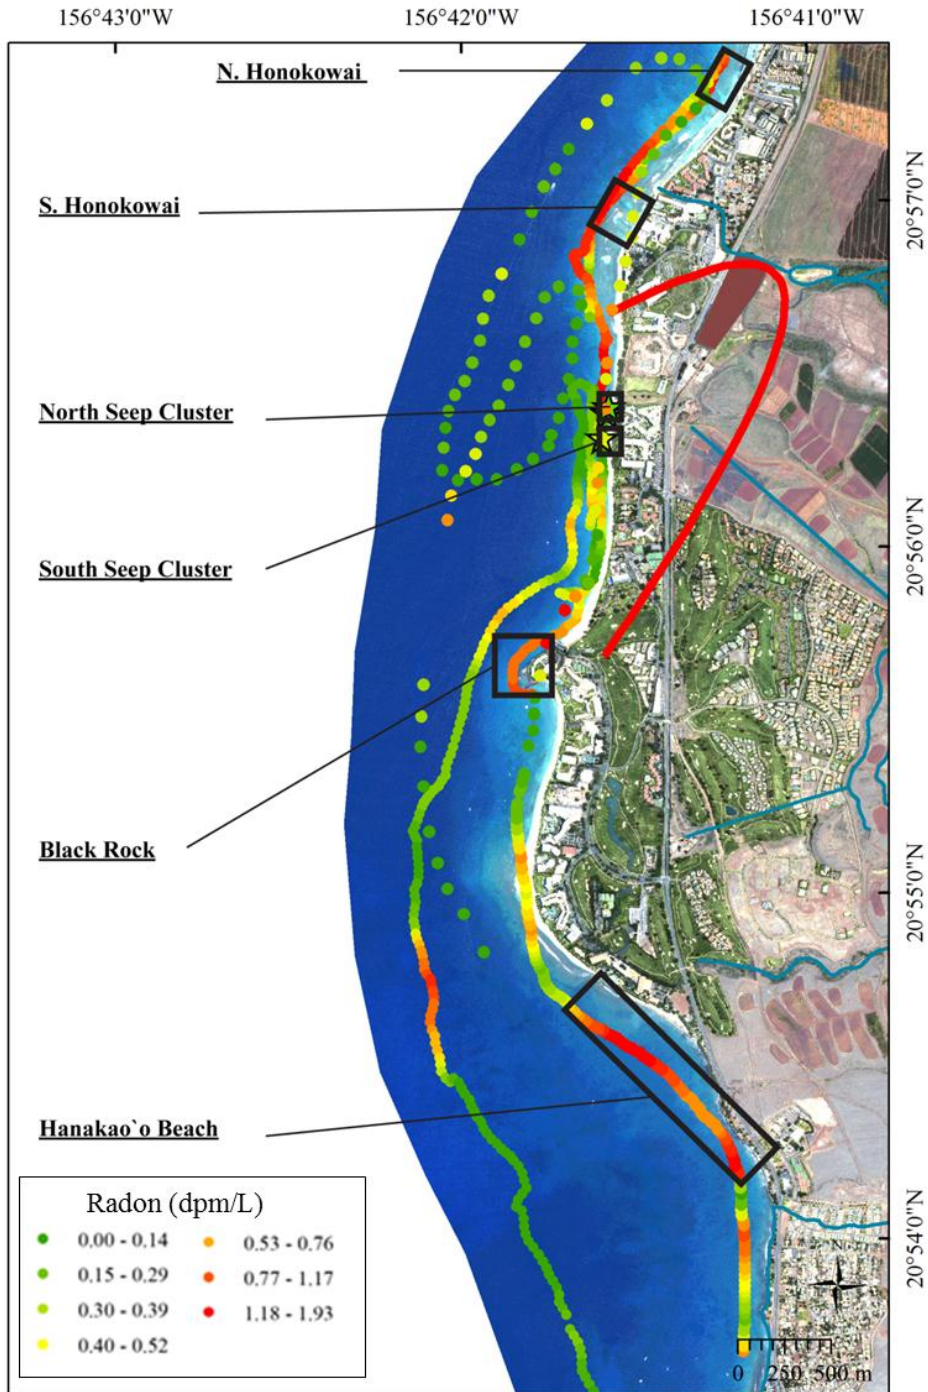 156°43'0"W 156°42'0"W 156°41'0"W
N. Honokowai
20°57'0"N
S. Honokowai
North Seep Cluster
20°56'0"N
South Seep Cluster
Black Rock
20°55'0"N
Hanakao`o Beach
20°54'0"N
Radon (dpm/L)
0.00 - 0.14
0.15 - 0.29
0.30 - 0.39
0.40 - 0.52
0.53 - 0.76
0.77 - 1.17
1.18 - 1.93
N
0 250 500 m